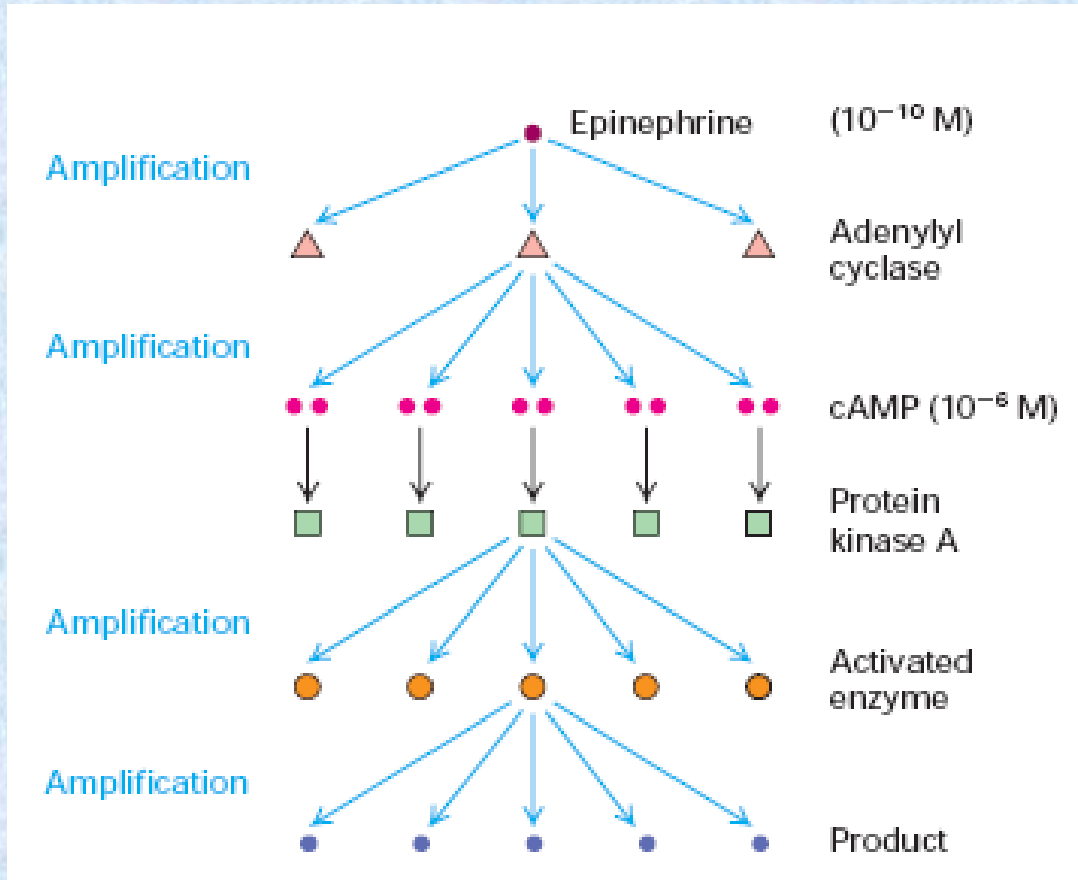 Epinephrine (10⁻¹⁰ M)
Amplification
Adenylyl
cyclase
Amplification
cAMP (10⁻⁶ M)
Protein
kinase A
Amplification
Activated
enzyme
Amplification
Product